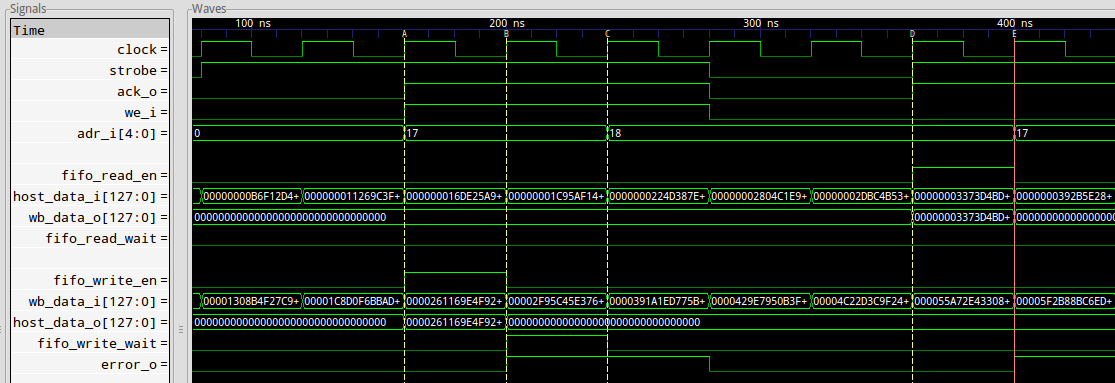 Signals Waves
Time 100 ns 200 ns 300 ns 400 ns
A B C D E
clock =
strobe =
ack_o =
we_i =
adr_i[4:0] = 0 17 18 17
fifo_read_en =
host_data_i[127:0] = 00000000B6F12D4+ 000000011269C3F+ 000000016DE25A9+ 00000001C95AF14+ 0000000224D387E+ 00000002804C1E9+ 00000002DBC4B53+ 00000003373D4BD+ 0000000392B5E28+
wb_data_o[127:0] = 00000000000000000000000000000000 00000003373D4BD+ 0000000000000000
fifo_read_wait =
fifo_write_en =
wb_data_i[127:0] = 00001308B4F27C9+ 00001C8D0F6BBAD+ 0000261169E4F92+ 00002F95C45E376+ 0000391A1ED775B+ 0000429E7950B3F+ 00004C22D3C9F24+ 000055A72E43308+ 00005F2B88BC6ED+
host_data_o[127:0] = 00000000000000000000000000000000 0000261169E4F92+ 00000000000000000000000000000000
fifo_write_wait =
error_o =